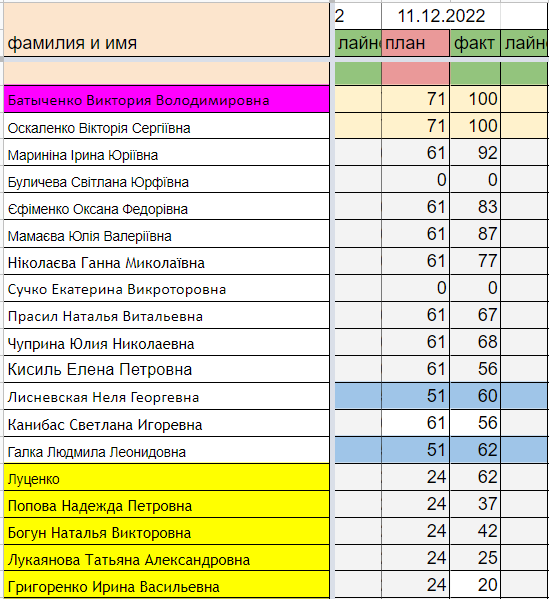 2 11.12.2022
фамилия и имя лайно план факт лайно
Батыченко Виктория Володимировна 71 100
Оскаленко Вікторія Сергіївна 71 100
Мариніна Ірина Юріївна 61 92
Буличева Світлана Юрфївна 0 0
Єфіменко Оксана Федорівна 61 83
Мамаєва Юлія Валеріївна 61 87
Ніколаєва Ганна Миколаївна 61 77
Сучко Екатерина Викроторовна 0 0
Прасил Наталья Витальевна 61 67
Чуприна Юлия Николаевна 61 68
Кисиль Елена Петровна 61 56
Лисневская Неля Георгевна 51 60
Канибас Светлана Игоревна 61 56
Галка Людмила Леонидовна 51 62
Луценко 24 62
Попова Надежда Петровна 24 37
Богун Наталья Викторовна 24 42
Лукаянова Татьяна Александровна 24 25
Григоренко Ирина Васильевна 24 20